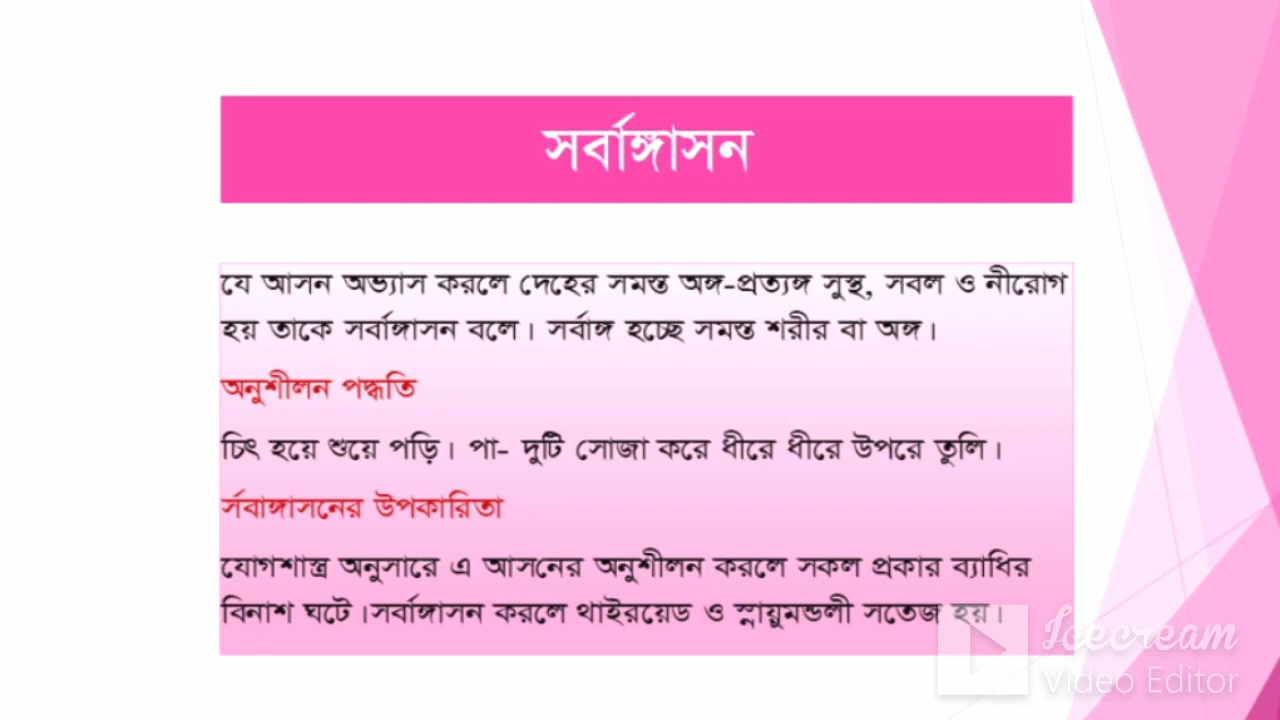 সর্বাঙ্গাসন
যে আসন অভ্যাস করলে দেহের সমস্ত অঙ্গ-প্রত্যঙ্গ সুস্থ, সবল ও নীরোগ
হয় তাকে সর্বাঙ্গাসন বলে। সর্বাঙ্গ হচ্ছে সমস্ত শরীর বা অঙ্গ।
অনুশীলন পদ্ধতি
চিৎ হয়ে শুয়ে পড়ি। পা- দুটি সোজা করে ধীরে ধীরে উপরে তুলি।
র্সবাঙ্গাসনের উপকারিতা
যোগশাস্ত্র অনুসারে এ আসনের অনুশীলন করলে সকল প্রকার ব্যাধির
বিনাশ ঘটে ।সর্বাঙ্গাসন করলে থাইরয়েড ও স্নায়ুমন্ডলী সতেজ হয়।
Icecream
Video Editor